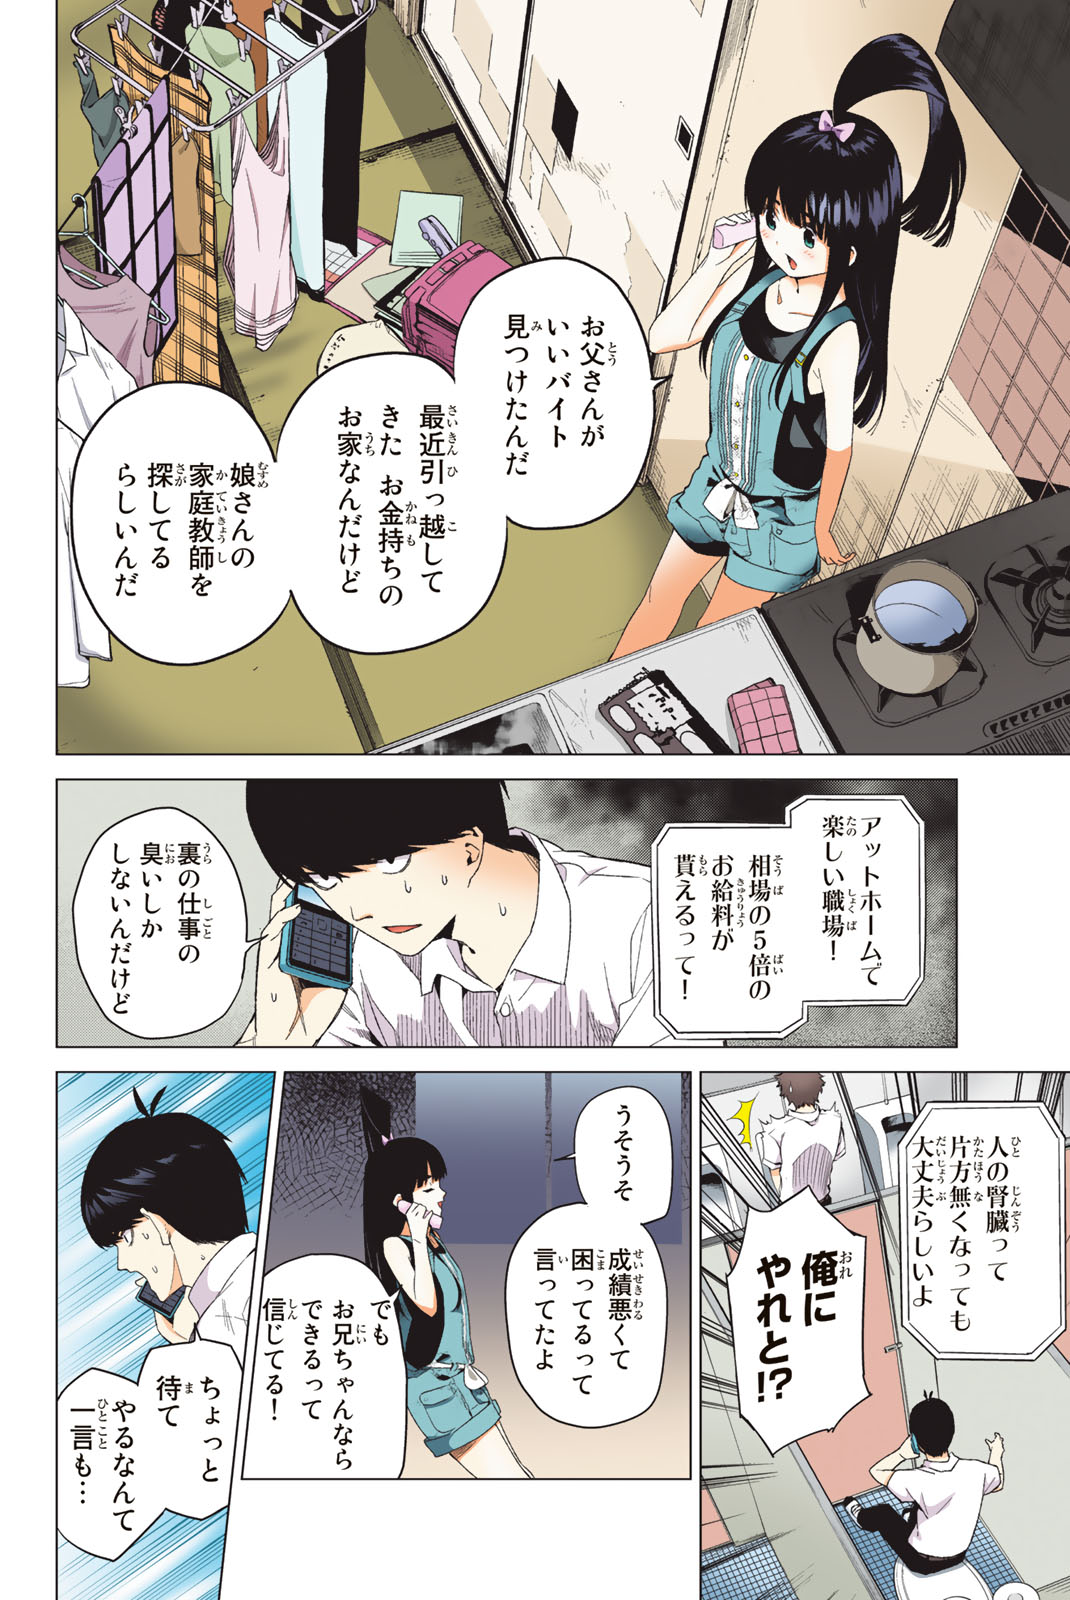 お父さんが
いいバイト
見つけたんだ
最近引っ越して
きた お金持ちの
お家なんだけど
娘さんの
家庭教師を
探してる
らしいんだ
アットホームで
楽しい職場！
相場の5倍の
お給料が
貰えるって！
裏の仕事の
臭いしか
しないんだけど
人の腎臓って
片方無くなっても
大丈夫らしいよ
俺に
やれと!?
うそうそ
成績悪くて
困ってるって
言ってたよ
でも
お兄ちゃんなら
できるって
信じてる！
ちょっと
待て
やるなんて
一言も…